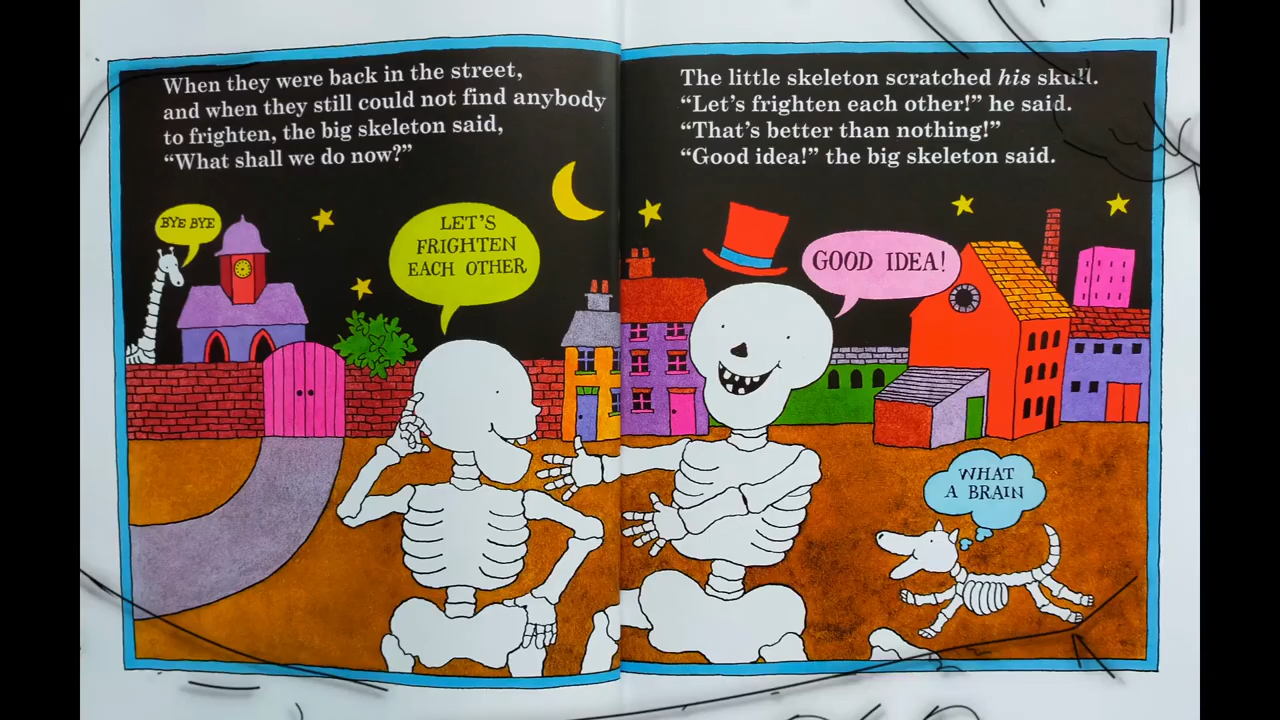 When they were back in the street,
and when they still could not find anybody
to frighten, the big skeleton said,
“What shall we do now?”
BYE BYE
LET'S
FRIGHTEN
EACH OTHER
The little skeleton scratched his skull.
“Let's frighten each other!” he said.
“That's better than nothing!”
“Good idea!” the big skeleton said.
GOOD IDEA!
WHAT
A BRAIN